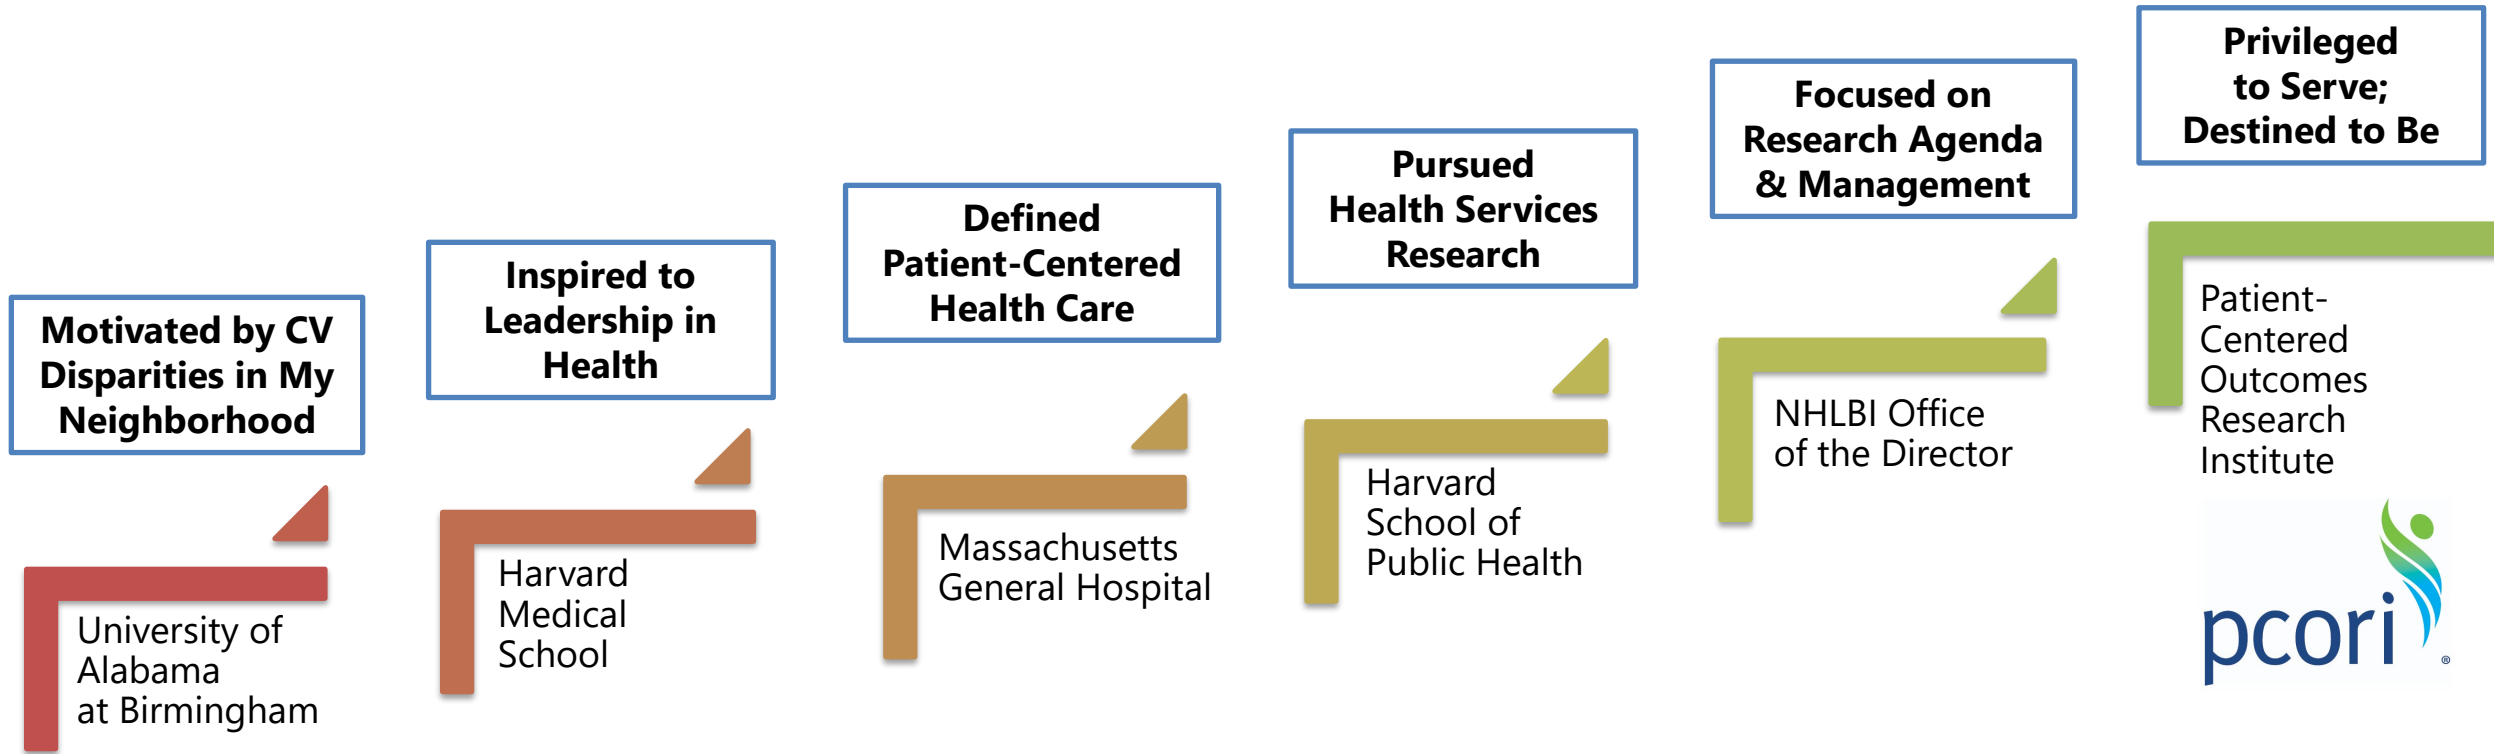 Motivated by CV
Disparities in My
Neighborhood
University of
Alabama
at Birmingham
Inspired to
Leadership in
Health
Harvard
Medical
School
Defined
Patient-Centered
Health Care
Massachusetts
General Hospital
Pursued
Health Services
Research
Harvard
School of
Public Health
Focused on
Research Agenda
& Management
NHLBI Office
of the Director
Privileged
to Serve;
Destined to Be
Patient-
Centered
Outcomes
Research
Institute
pcori®